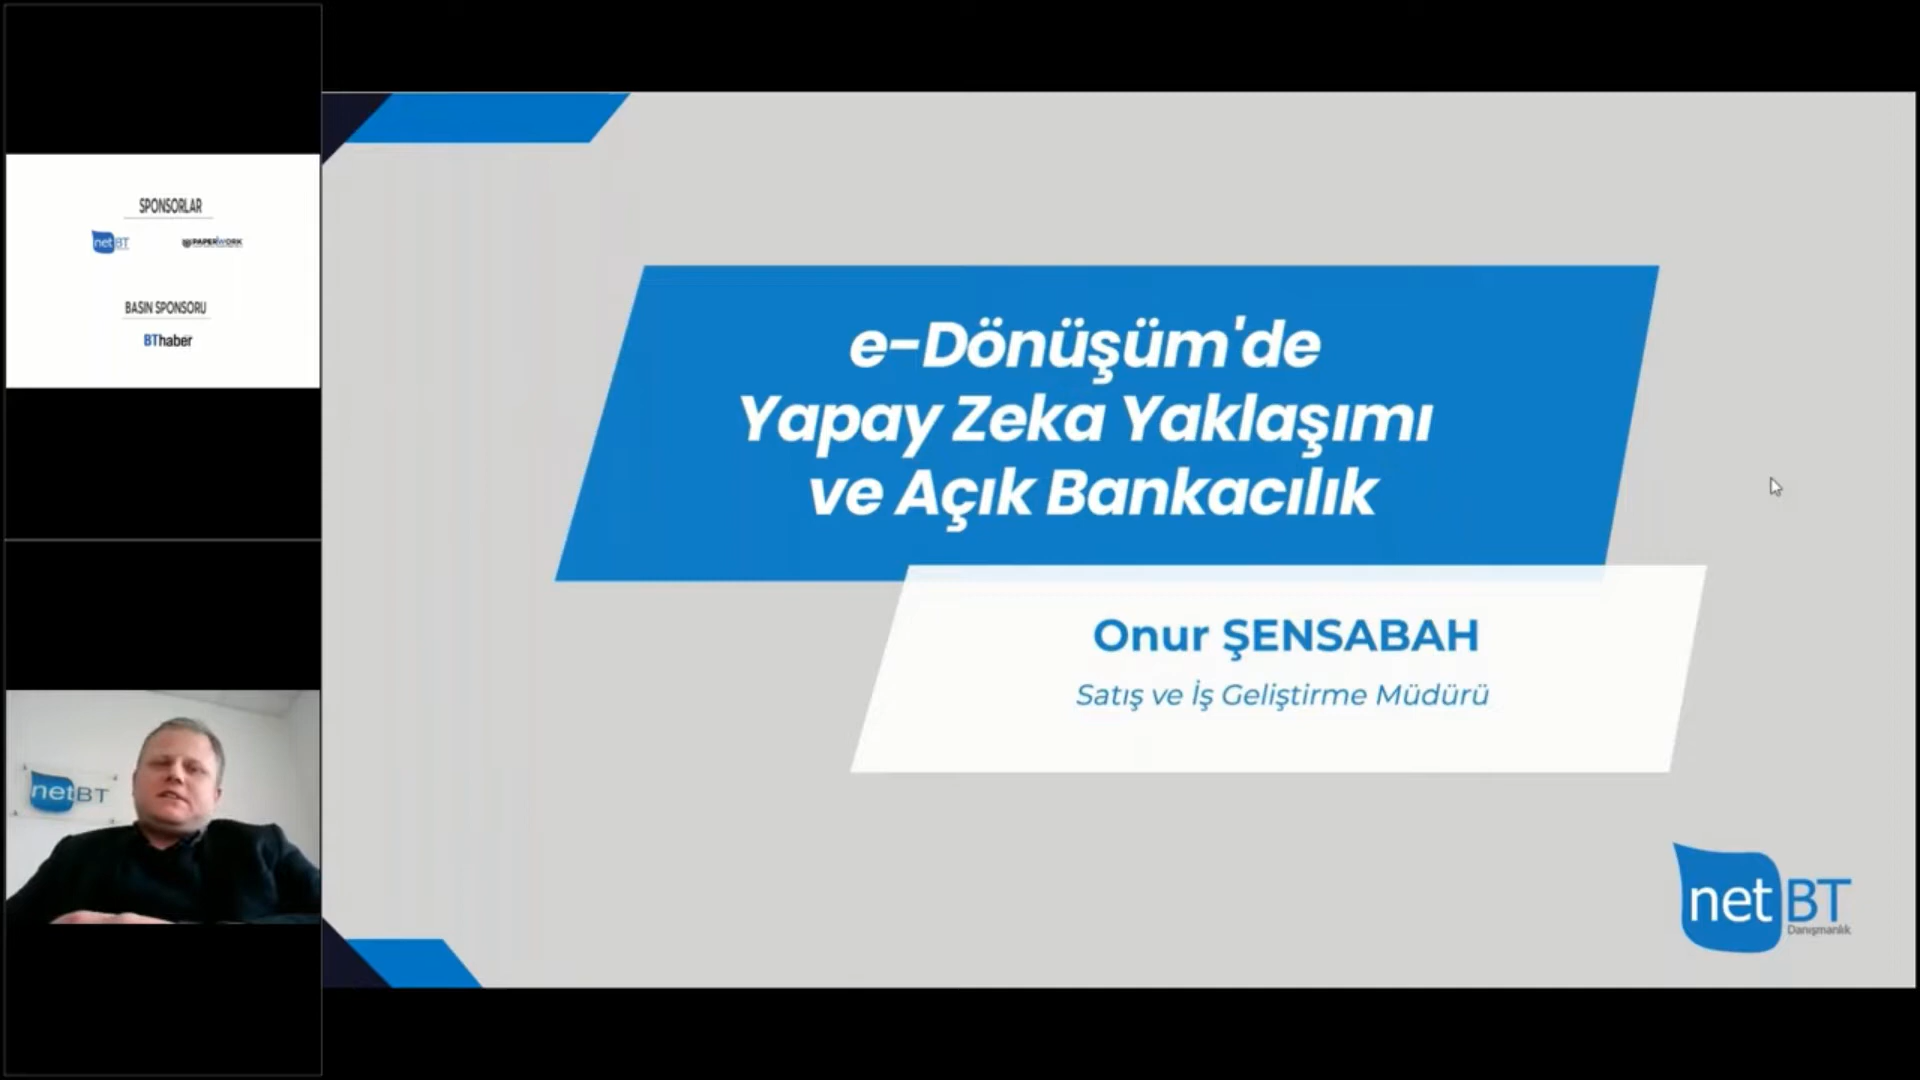 SPONSORLAR
netBT
PAPERWORK
BASIN SPONSORU
BThaber
netBT
e-Dönüşüm'de
Yapay Zeka Yaklaşımı
ve Açık Bankacılık
Onur ŞENSABAH
Satış ve İş Geliştirme Müdürü
netBT
Danışmanlık